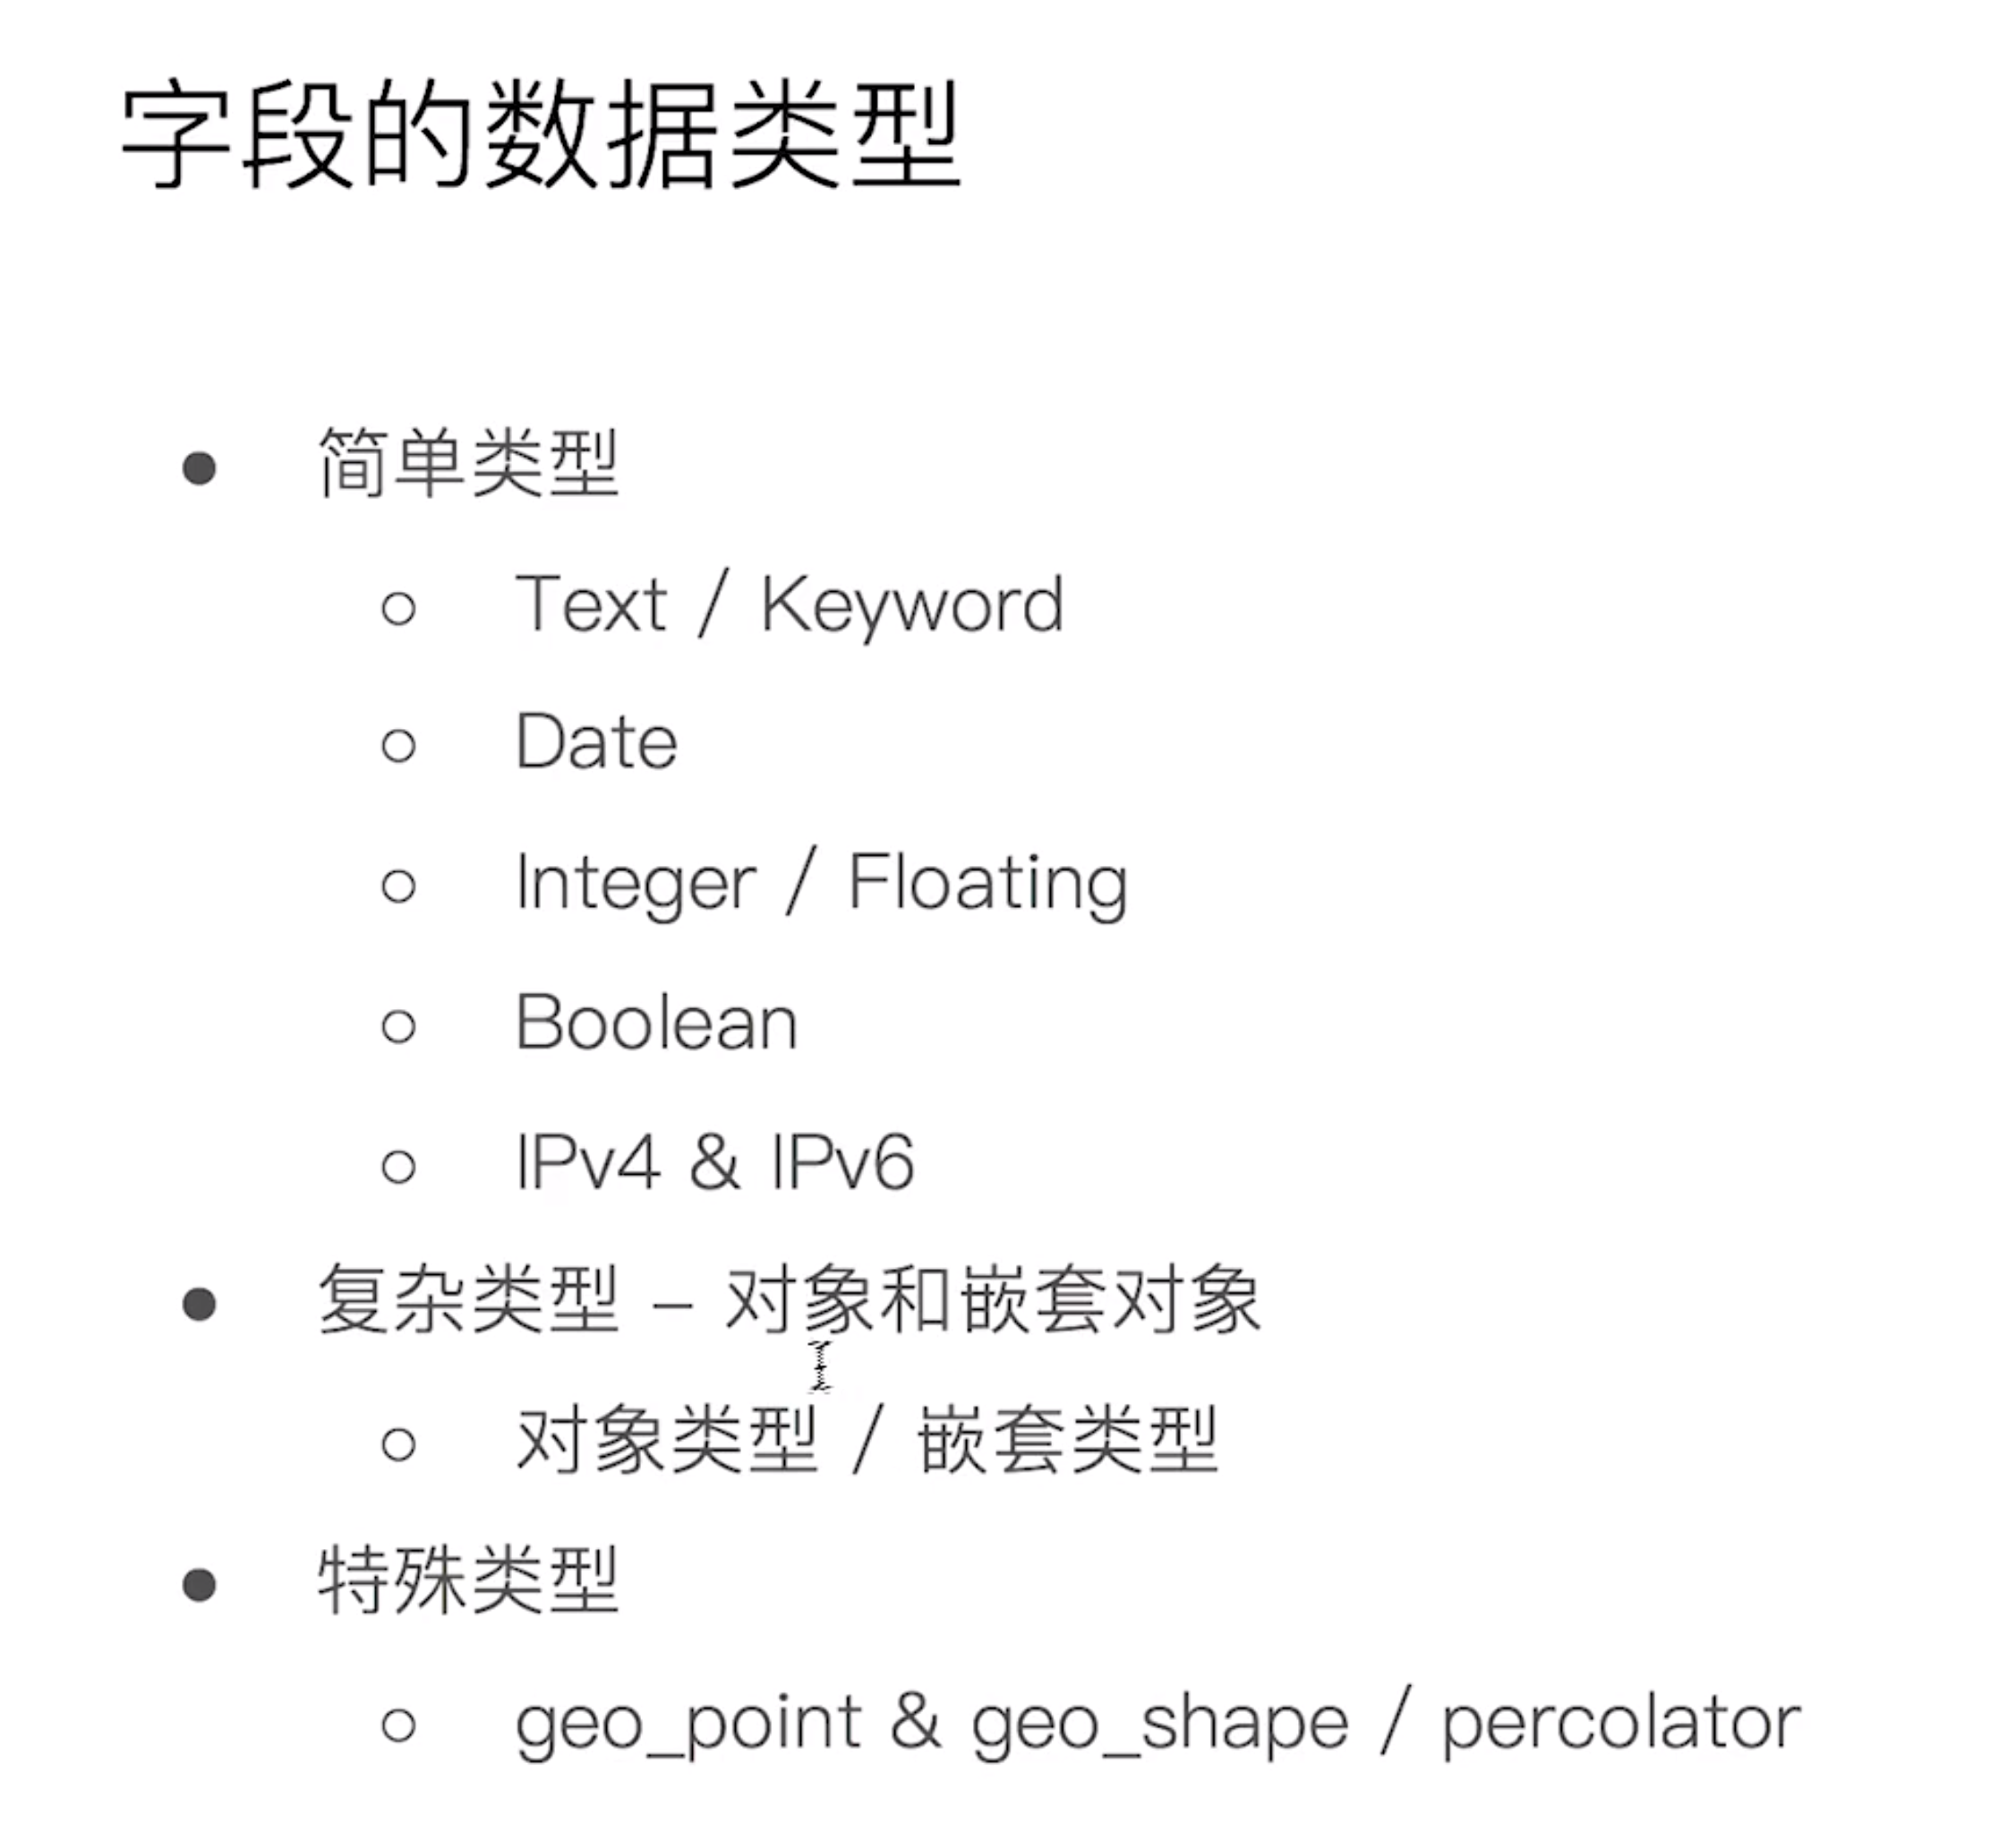 字段的数据类型
简单类型
Text / Keyword
Date
Integer / Floating
Boolean
IPv4 & IPv6
复杂类型 – 对象和嵌套对象
对象类型 / 嵌套类型
特殊类型
geo_point & geo_shape / percolator